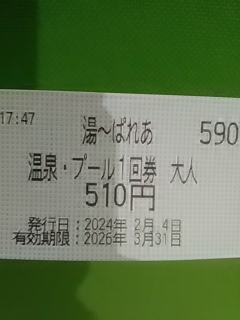 17:47
湯~ぱれあ 590
温泉・プール1回券 大人
510円
発行日:2024年 2月 4日
有効期限:2026年 3月31日